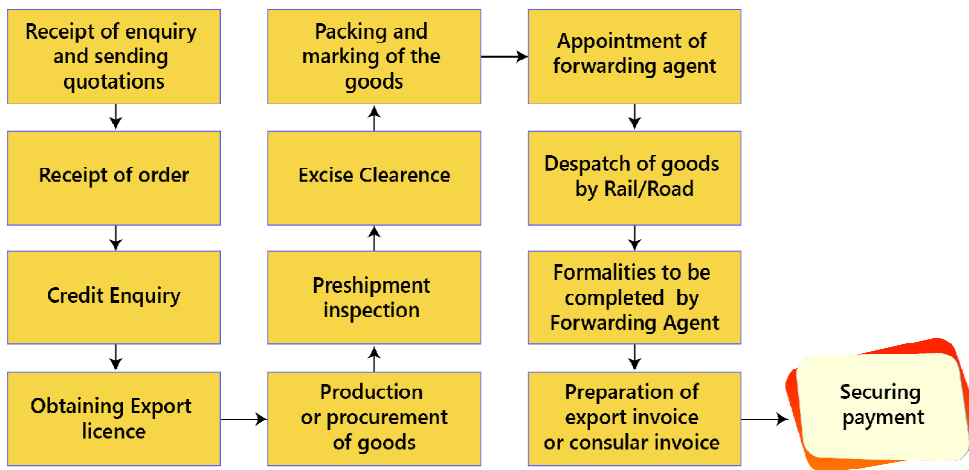 Receipt of enquiry
and sending
quotations
Receipt of order
Credit Enquiry
Obtaining Export
licence
Production
or procurement
of goods
Preshipment
inspection
Excise Clearence
Packing and
marking of the
goods
Appointment of
forwarding agent
Despatch of goods
by Rail/Road
Formalities to be
completed by
Forwarding Agent
Preparation of
export invoice
or consular invoice
Securing
payment